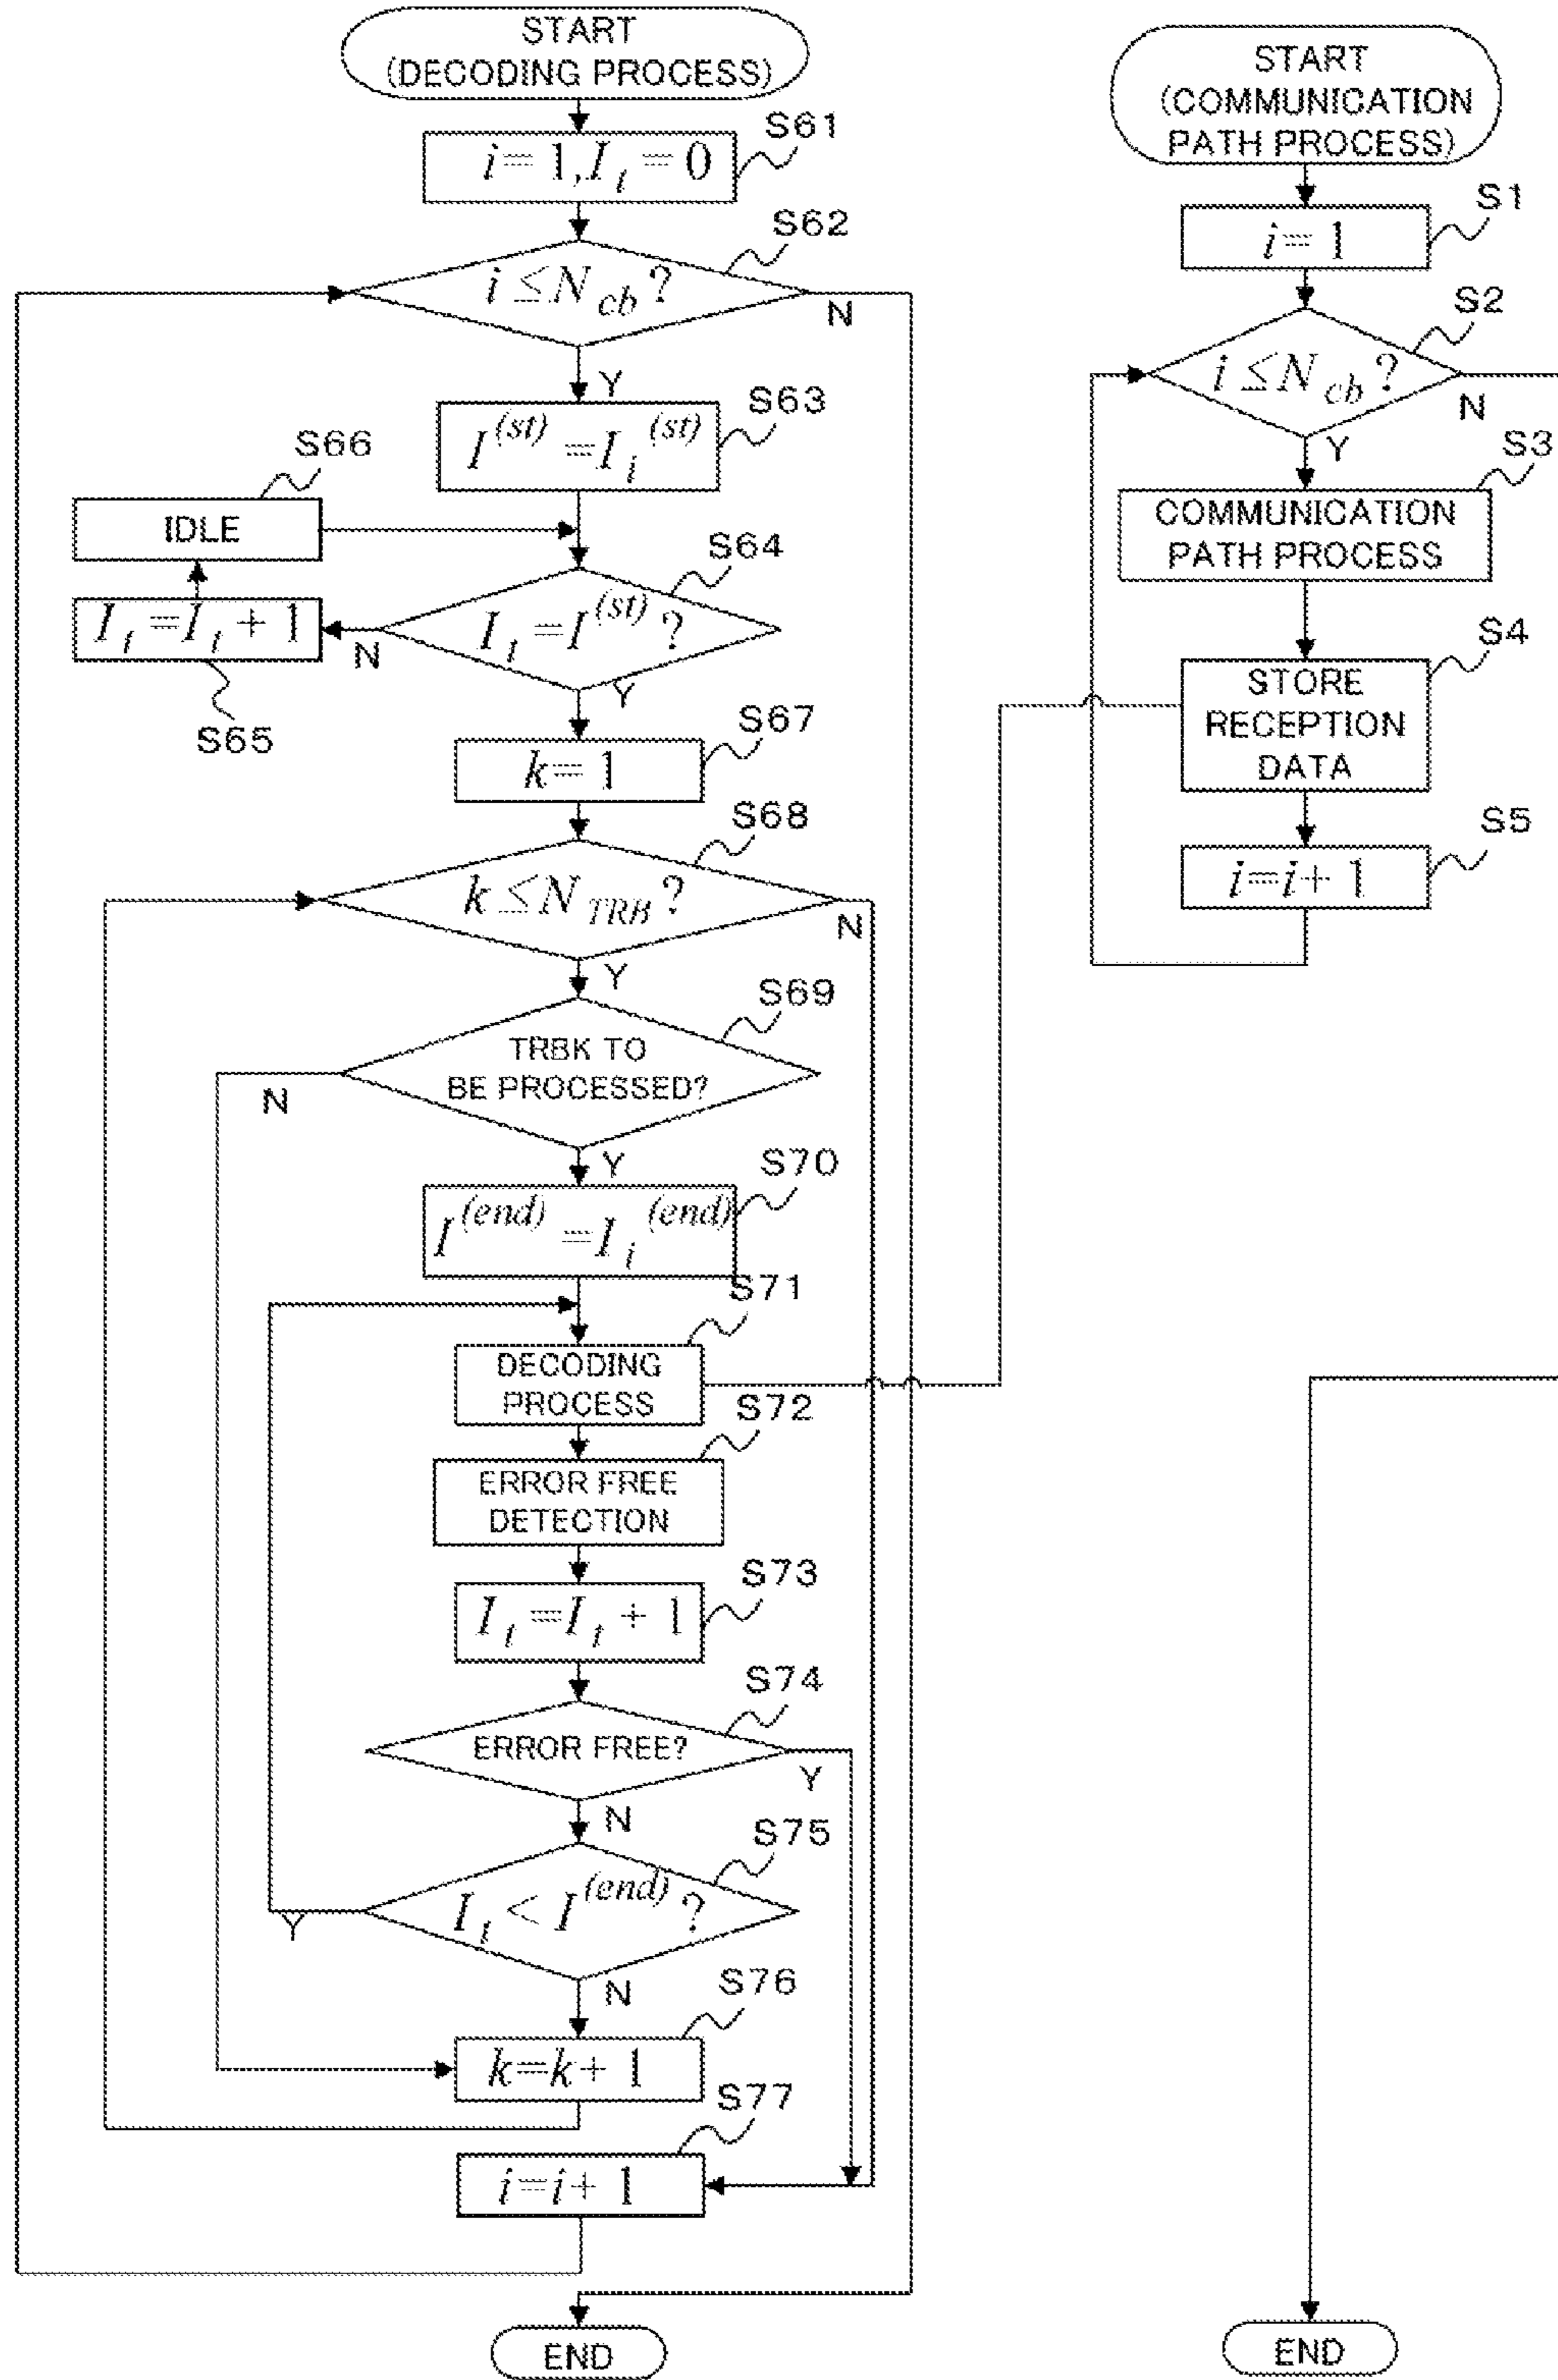 START
(DECODING PROCESS)
S61
i=1, I_t=0
S62
i≤N_cb?
N
Y
S63
I^(st)=I_i^(st)
S66
IDLE
S64
I_t=I^(st)?
N
Y
I_t=I_t+1
S65
S67
k=1
S68
k≤N_TRB?
N
Y
S69
TRBK TO
BE PROCESSED?
N
Y
S70
I^(end)=I_i^(end)
S71
DECODING
PROCESS
S72
ERROR FREE
DETECTION
S73
I_t=I_t+1
S74
ERROR FREE?
Y
N
S75
I_t<I^(end)?
Y
N
S76
k=k+1
S77
i=i+1
END
START
(COMMUNICATION
PATH PROCESS)
S1
i=1
S2
i≤N_cb?
N
Y
S3
COMMUNICATION
PATH PROCESS
S4
STORE
RECEPTION
DATA
S5
i=i+1
END